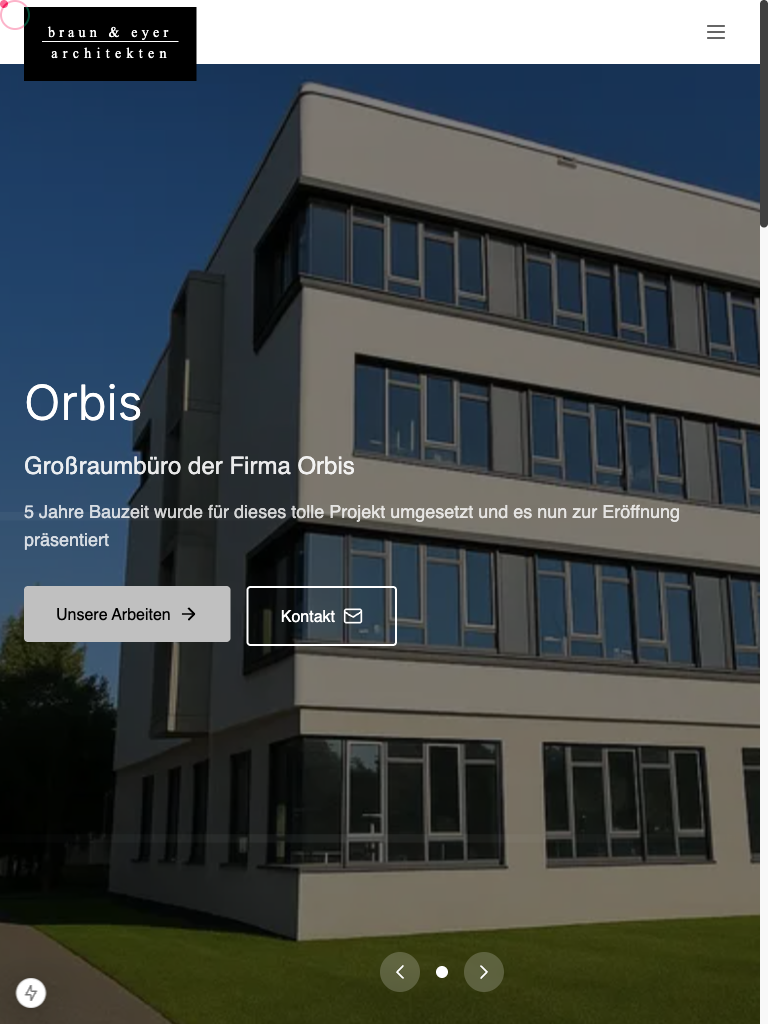 braun & eyer
architekten
Orbis
Großraumbüro der Firma Orbis
5 Jahre Bauzeit wurde für dieses tolle Projekt umgesetzt und es nun zur Eröffnung
präsentiert
Unsere Arbeiten
Kontakt